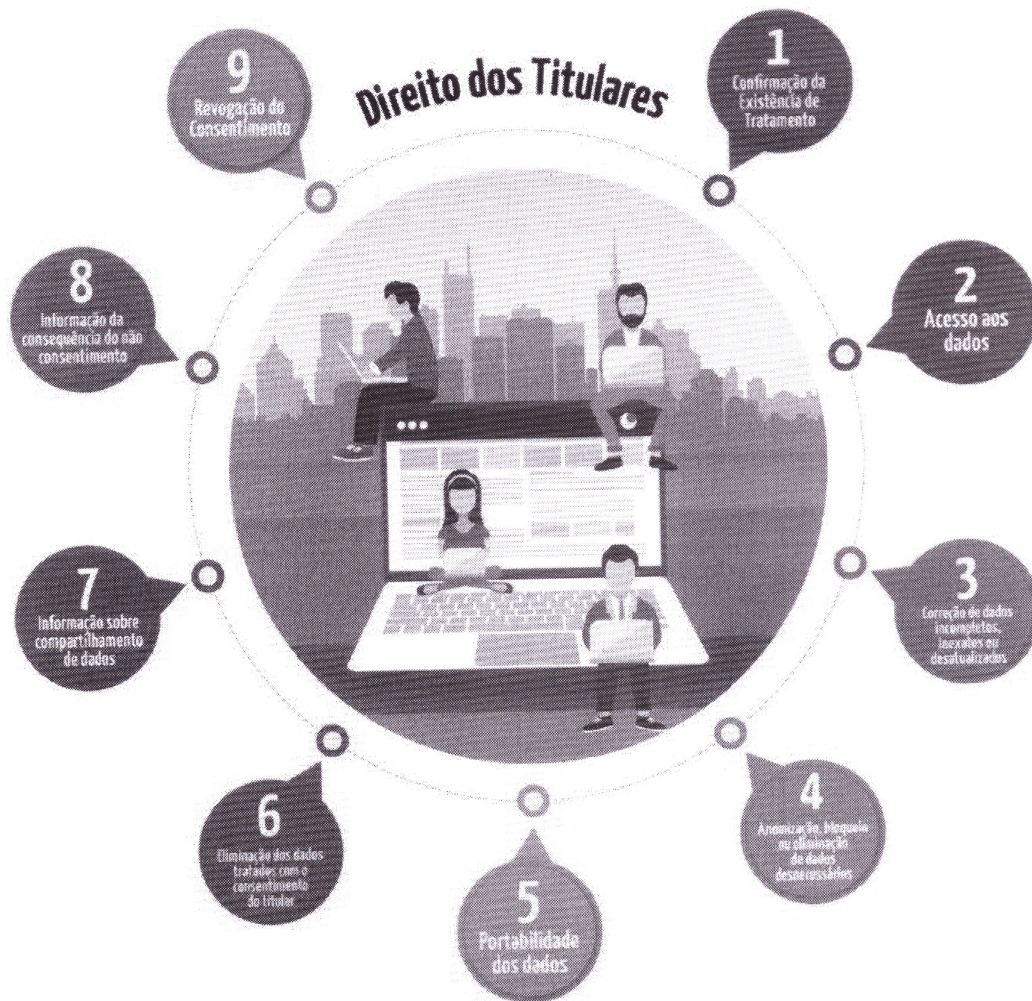 Direito dos Titulares
1
Confirmação da
Existência de
Tratamento
2
Acesso aos
dados
3
Correção de dados
incompletos,
inexatos ou
desatualizados
4
Anonização, bloqueio
ou eliminação
de dados
desnecessários
5
Portabilidade
dos dados
6
Eliminação dos dados
tratados com o
consentimento
do titular
7
Informação sobre
compartilhamento
de dados
8
Informação da
consequência do não
consentimento
9
Revogação do
Consentimento